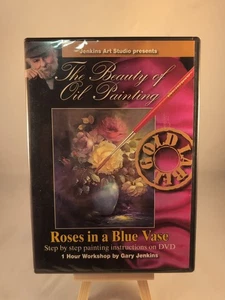 Jenkins Art Studio presents
The Beauty of
Oil Painting
GOLD LABEL
Roses in a Blue Vase
Step by step painting instructions on DVD
1 Hour Workshop by Gary Jenkins